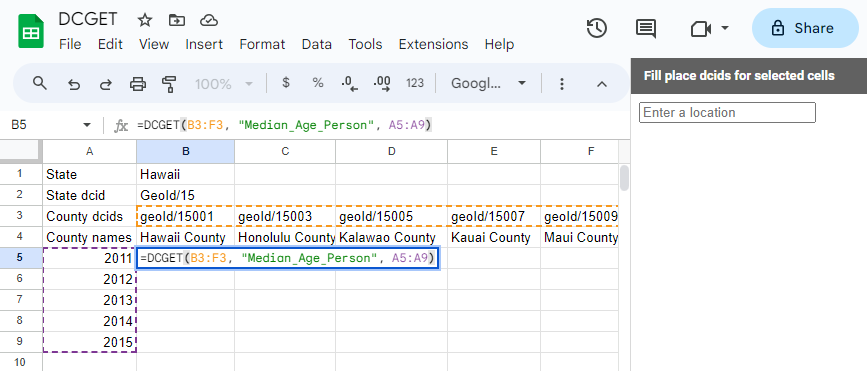 DCGET
File Edit View Insert Format Data Tools Extensions Help
Share
100% $ % .0 .00 123 Googl...
Fill place dcids for selected cells
Enter a location
B5 fx =DCGET(B3:F3, "Median_Age_Person", A5:A9)
A B C D E F
1 State Hawaii
2 State dcid GeoId/15
3 County dcids geoId/15001 geoId/15003 geoId/15005 geoId/15007 geoId/15009
4 County names Hawaii County Honolulu County Kalawao County Kauai County Maui County
5 2011 =DCGET(B3:F3, "Median_Age_Person", A5:A9)
6 2012
7 2013
8 2014
9 2015
10